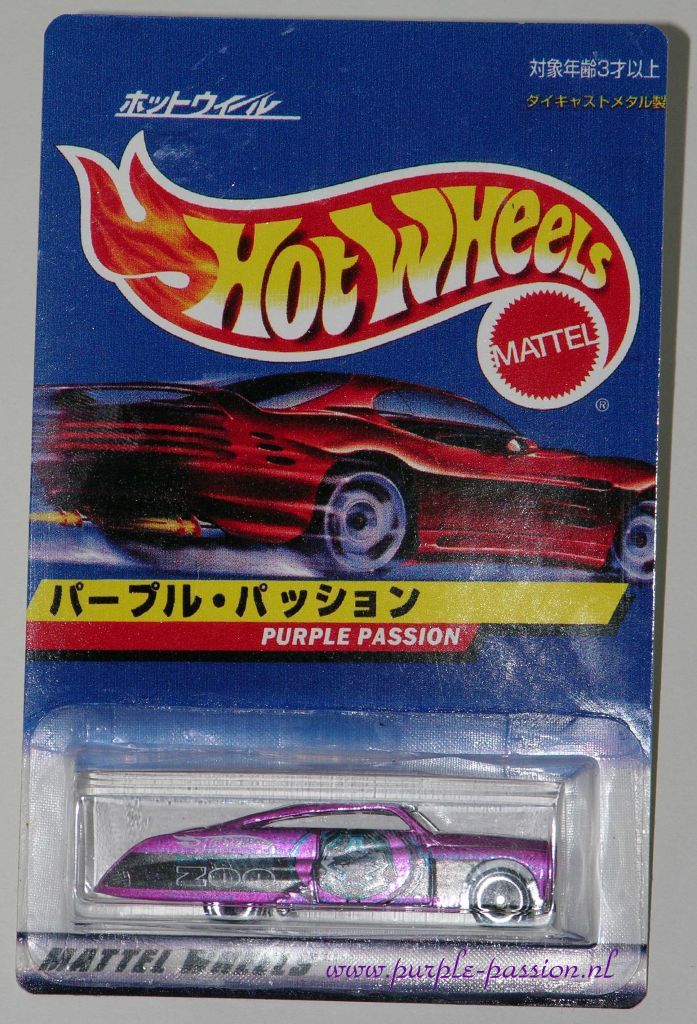 対象年齢3才以上
ホットウィール
ダイキャストメタル製
HOT WHEELS
MATTEL
®
パープル・パッション
PURPLE PASSION
MATTEL WHEELS
www.purple-passion.nl